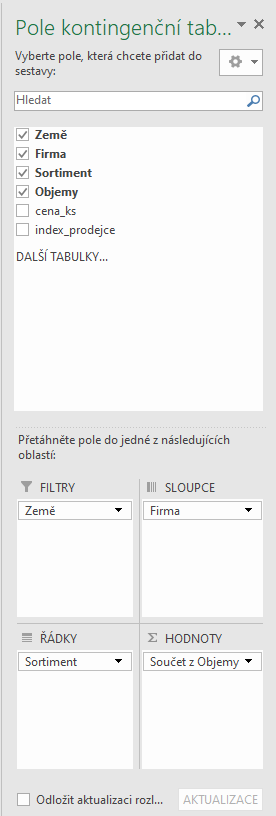 Pole kontingenční tab...
Vyberte pole, která chcete přidat do
sestavy:
Hledat
Země
Firma
Sortiment
Objemy
cena_ks
index_prodejce
DALŠÍ TABULKY...
Přetáhněte pole do jedné z následujících
oblastí:
FILTRY
SLOUPCE
Země
Firma
ŘÁDKY
HODNOTY
Sortiment
Součet z Objemy
Odložit aktualizaci rozl...
AKTUALIZACE